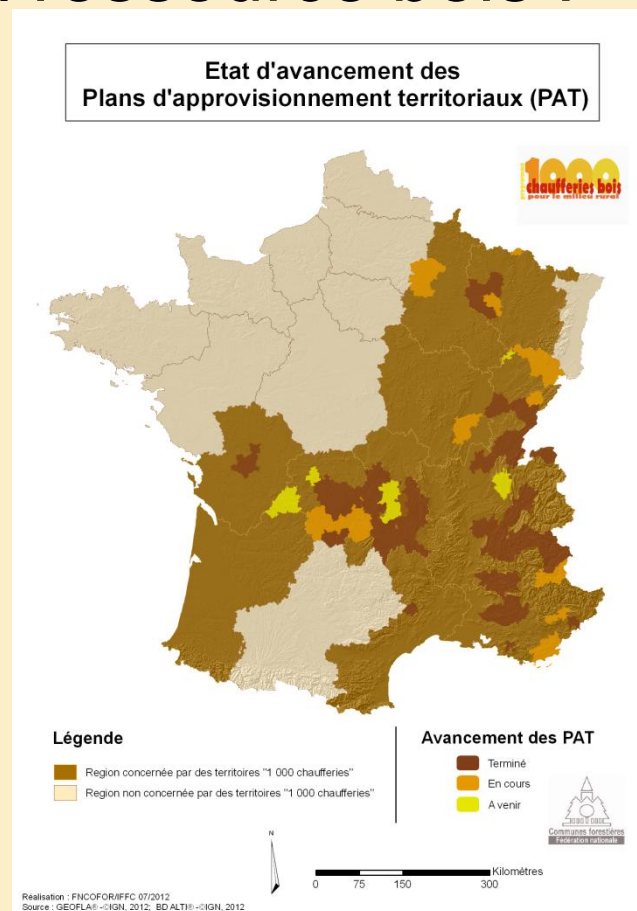 ressource bois :
Etat d'avancement des
Plans d'approvisionnement territoriaux (PAT)
programme
1000
chaufferies bois
pour le milieu rural
Légende
Region concernée par des territoires "1 000 chaufferies"
Region non concernée par des territoires "1 000 chaufferies"
Avancement des PAT
Terminé
En cours
A venir
Communes forestières
Fédération nationale
N
Kilomètres
0 75 150 300
Réalisation : FNCOFOR/IFFC 07/2012
Source : GEOFLA® -©IGN, 2012; BD ALTI® -©IGN, 2012